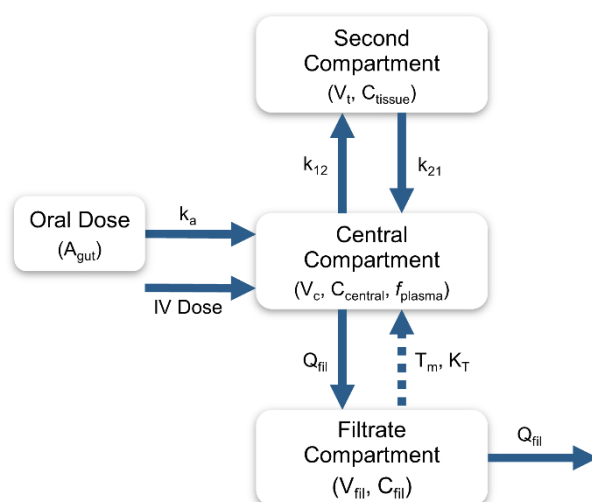 Second
Compartment
(Vt, Ctissue)
k12
k21
Oral Dose
(Agut)
ka
IV Dose
Central
Compartment
(Vc, Ccentral, fplasma)
Qfil
Tm, KT
Filtrate
Compartment
(Vfil, Cfil)
Qfil